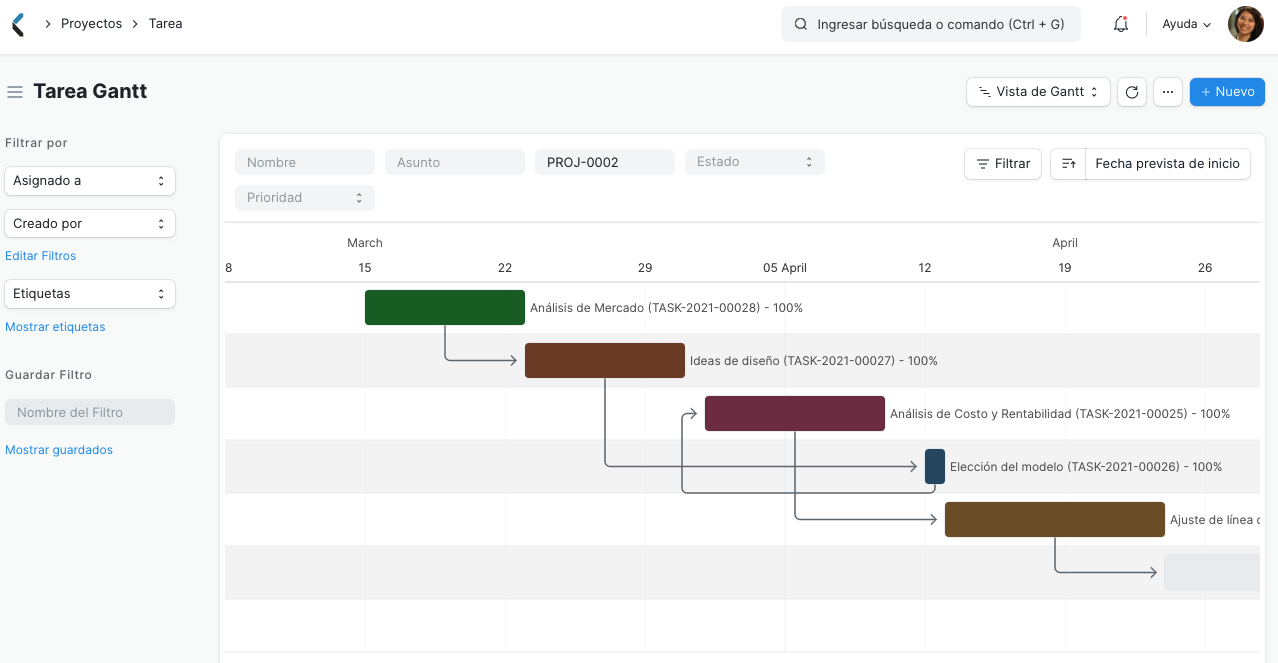 Proyectos
Tarea
Ingresar búsqueda o comando (Ctrl + G)
Ayuda
Tarea Gantt
Vista de Gantt
+ Nuevo
Filtrar por
Asignado a
Creado por
Editar Filtros
Etiquetas
Mostrar etiquetas
Guardar Filtro
Nombre del Filtro
Mostrar guardados
Nombre
Asunto
PROJ-0002
Estado
Prioridad
Filtrar
Fecha prevista de inicio
March
April
8
15
22
29
05 April
12
19
26
Análisis de Mercado (TASK-2021-00028) - 100%
Ideas de diseño (TASK-2021-00027) - 100%
Análisis de Costo y Rentabilidad (TASK-2021-00025) - 100%
Elección del modelo (TASK-2021-00026) - 100%
Ajuste de línea